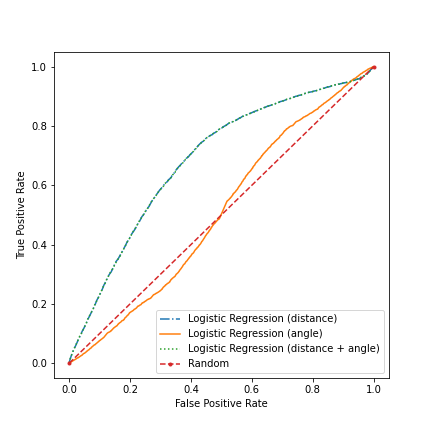 1.0
0.8
0.6
0.4
0.2
0.0
True Positive Rate
0.0 0.2 0.4 0.6 0.8 1.0
False Positive Rate
Logistic Regression (distance)
Logistic Regression (angle)
Logistic Regression (distance + angle)
Random